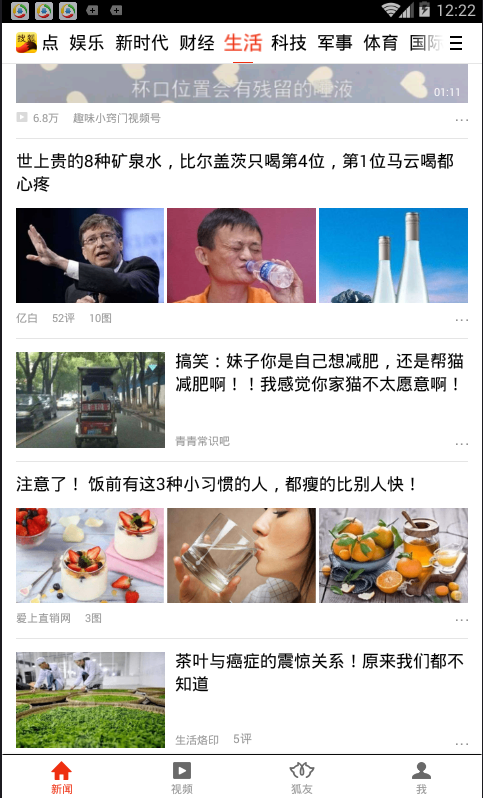 12:22
搜狐
点 娱乐 新时代 财经 生活 科技 军事 体育 国际
杯口位置会有残留的唾液
01:11
6.8万 趣味小窍门视频号
世上贵的8种矿泉水，比尔盖茨只喝第4位，第1位马云喝都
心疼
亿白 52评 10图
搞笑：妹子你是自己想减肥，还是帮猫
减肥啊！！我感觉你家猫不太愿意啊！
青青常识吧
注意了！ 饭前有这3种小习惯的人，都瘦的比别人快！
爱上直销网 3图
茶叶与癌症的震惊关系！原来我们都不
知道
生活烙印 5评
新闻 视频 狐友 我